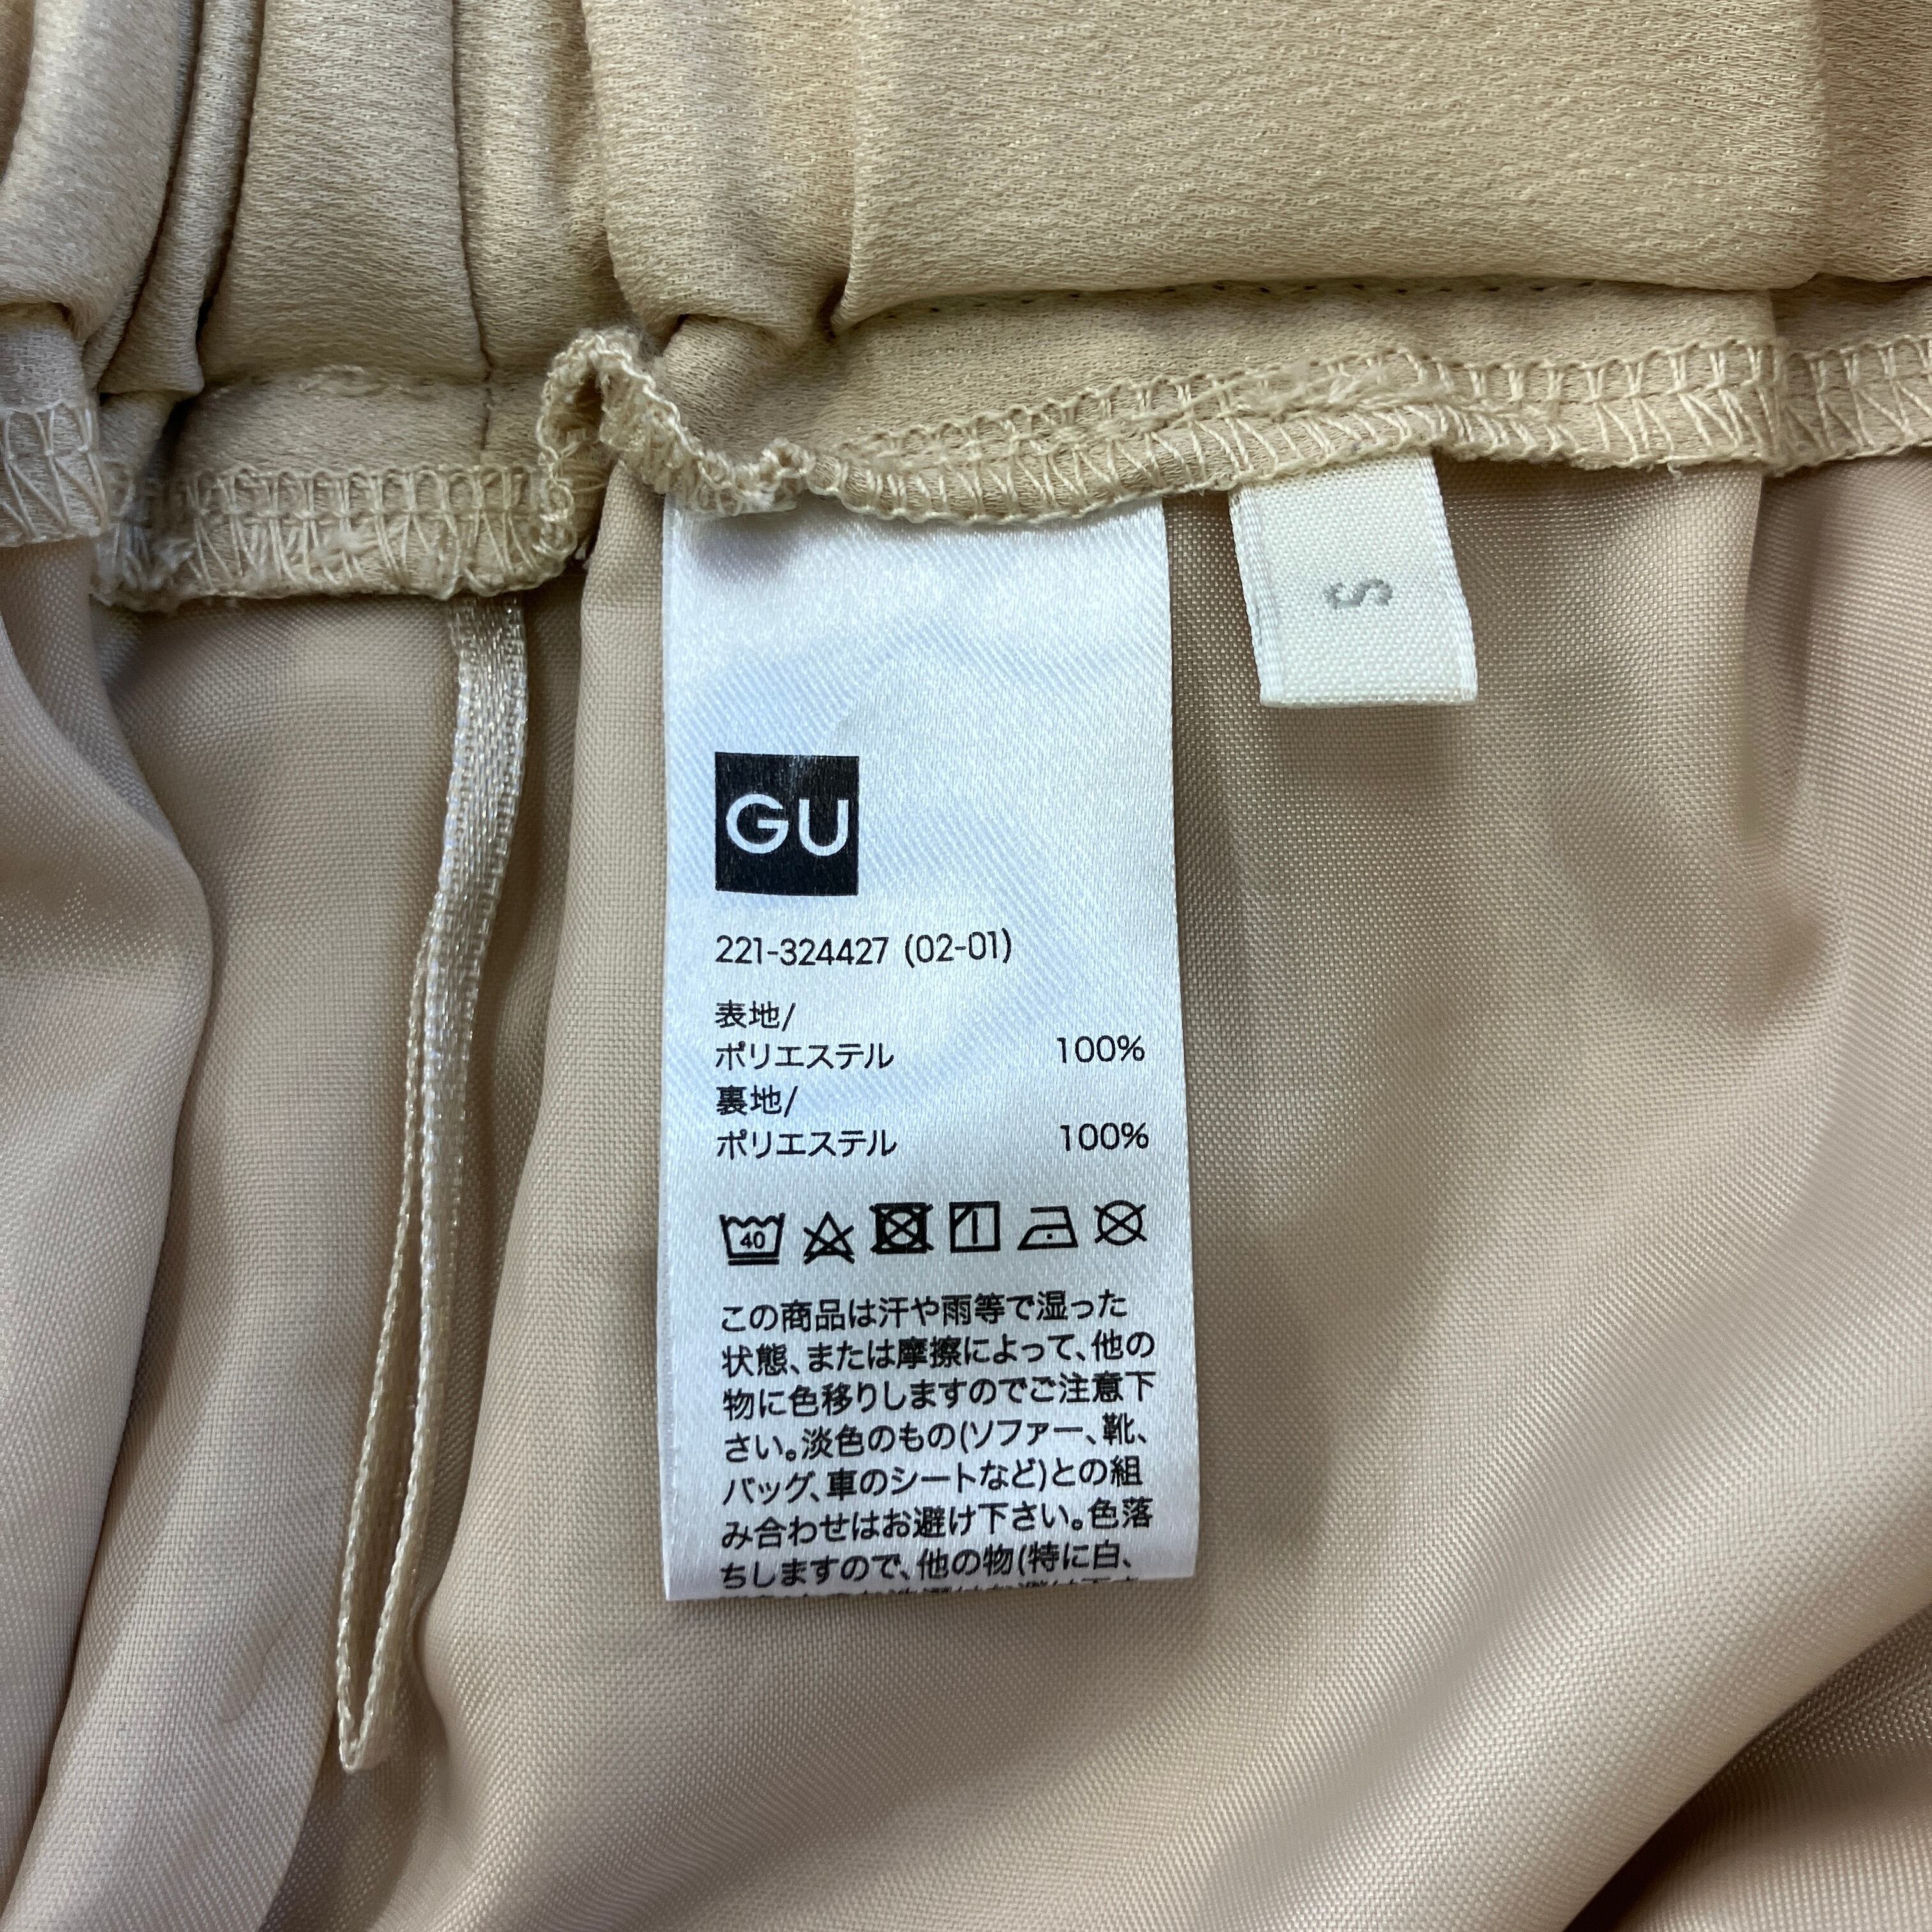 S
GU
221-324427 (02-01)
表地/
ポリエステル 100%
裏地/
ポリエステル 100%
40
この商品は汗や雨等で湿った
状態、または摩擦によって、他の
物に色移りしますのでご注意下
さい。淡色のもの(ソファー、靴、
バッグ、車のシートなど)との組
み合わせはお避け下さい。色落
ちしますので、他の物(特に白、